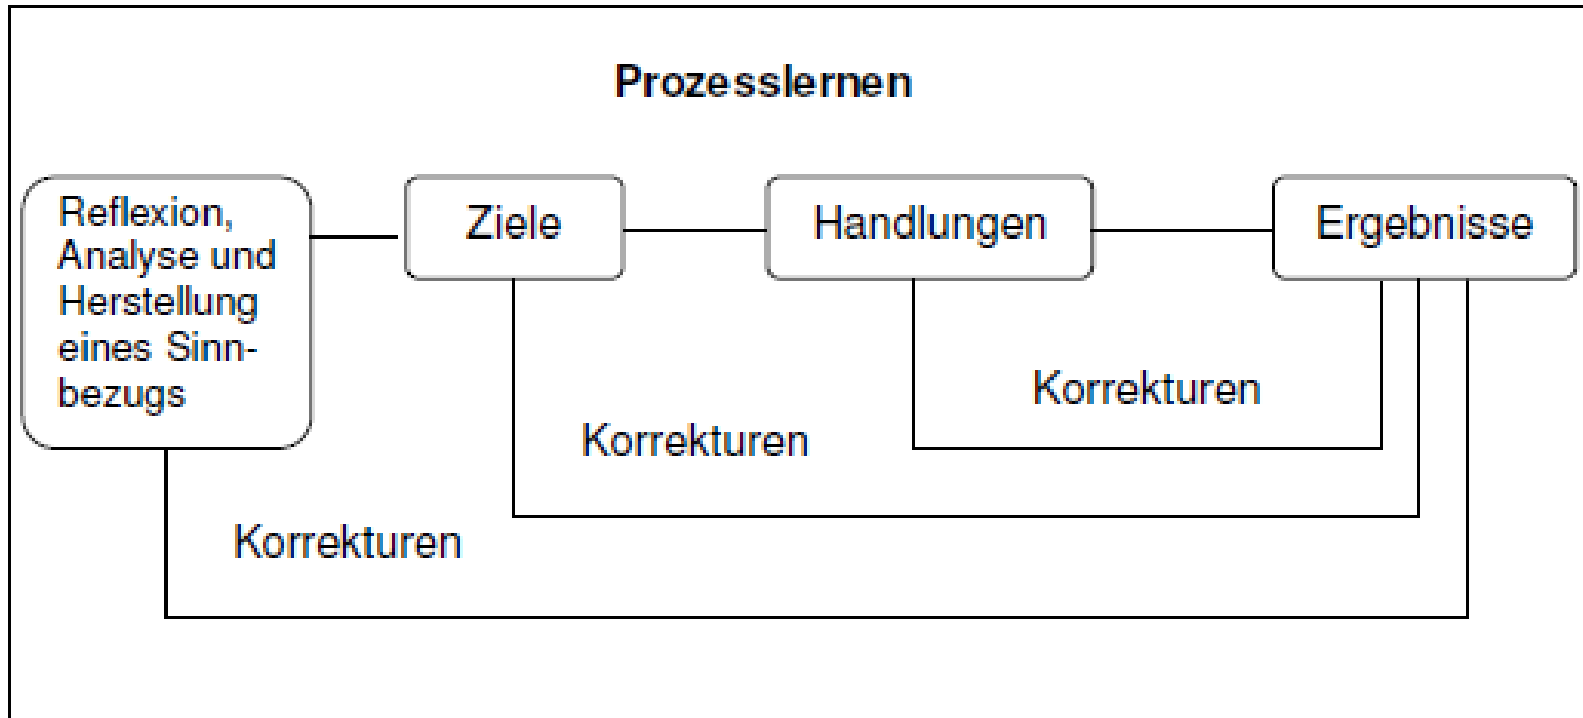 Prozesslernen
Reflexion,
Analyse und
Herstellung
eines Sinn-
bezugs
Ziele
Handlungen
Ergebnisse
Korrekturen
Korrekturen
Korrekturen